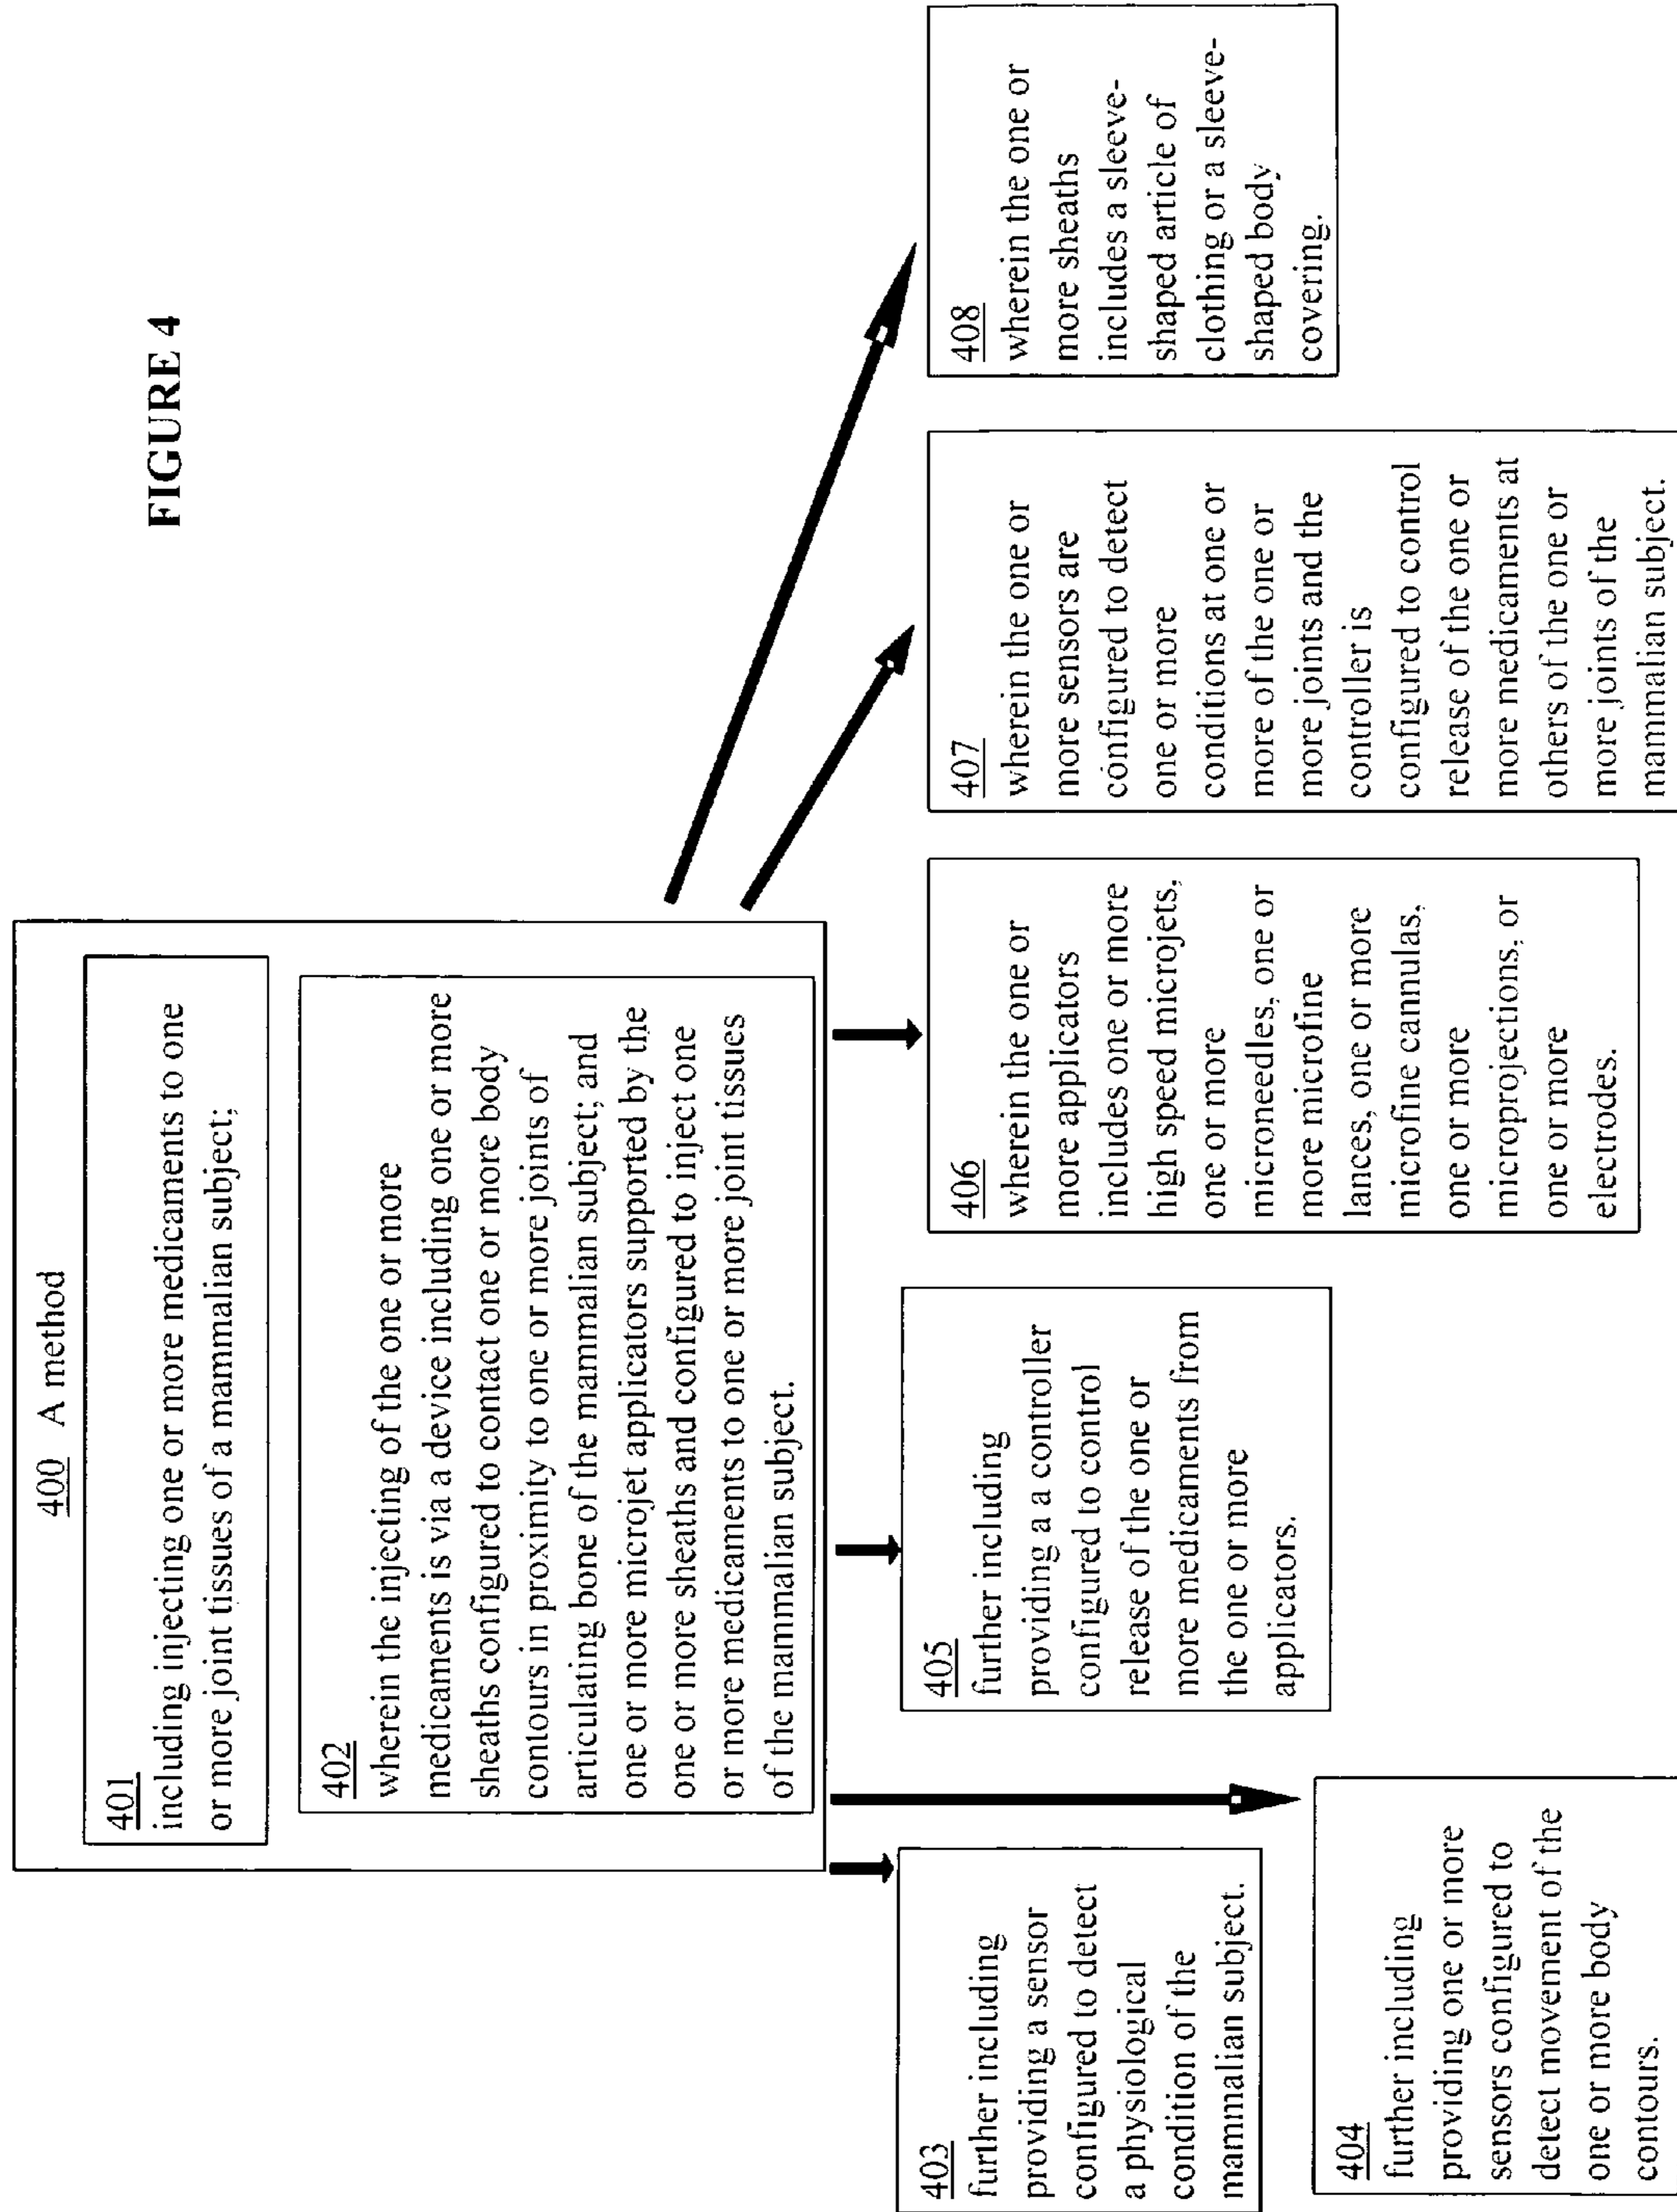 FIGURE 4
400 A method
401
including injecting one or more medicaments to one
or more joint tissues of a mammalian subject;
402
wherein the injecting of the one or more
medicaments is via a device including one or more
sheaths configured to contact one or more body
contours in proximity to one or more joints of
articulating bone of the mammalian subject; and
one or more microjet applicators supported by the
one or more sheaths and configured to inject one
or more medicaments to one or more joint tissues
of the mammalian subject.
403
further including
providing a sensor
configured to detect
a physiological
condition of the
mammalian subject.
404
further including
providing one or more
sensors configured to
detect movement of the
one or more body
contours.
405
further including
providing a a controller
configured to control
release of the one or
more medicaments from
the one or more
applicators.
406
wherein the one or
more applicators
includes one or more
high speed microjets,
one or more
microneedles, one or
more microfine
lances, one or more
microfine cannulas,
one or more
microprojections, or
one or more
electrodes.
407
wherein the one or
more sensors are
configured to detect
one or more
conditions at one or
more of the one or
more joints and the
controller is
configured to control
release of the one or
more medicaments at
others of the one or
more joints of the
mammalian subject.
408
wherein the one or
more sheaths
includes a sleeve-
shaped article of
clothing or a sleeve-
shaped body
covering.